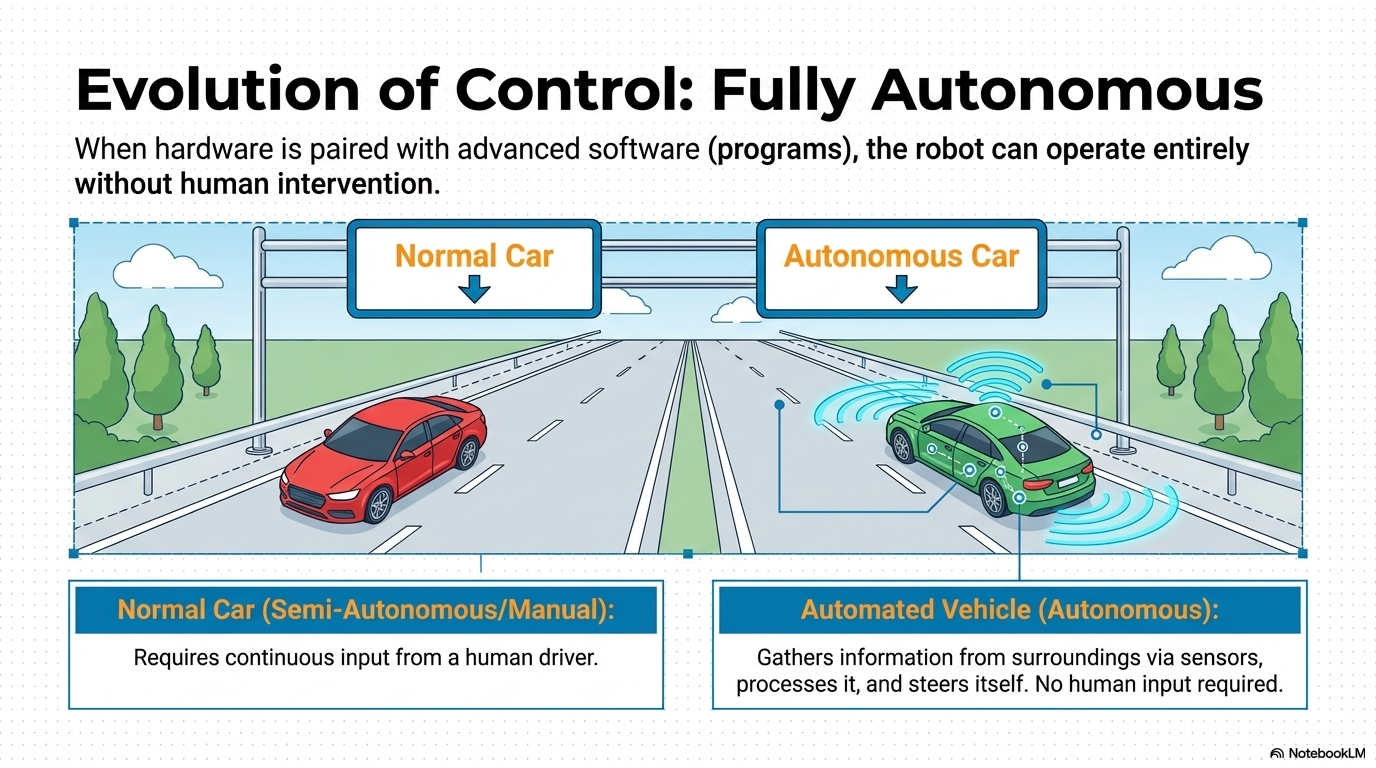 Evolution of Control: Fully Autonomous
When hardware is paired with advanced software (programs), the robot can operate entirely
without human intervention.
Normal Car
Autonomous Car
Normal Car (Semi-Autonomous/Manual):
Requires continuous input from a human driver.
Automated Vehicle (Autonomous):
Gathers information from surroundings via sensors,
processes it, and steers itself. No human input required.
NotebookLM